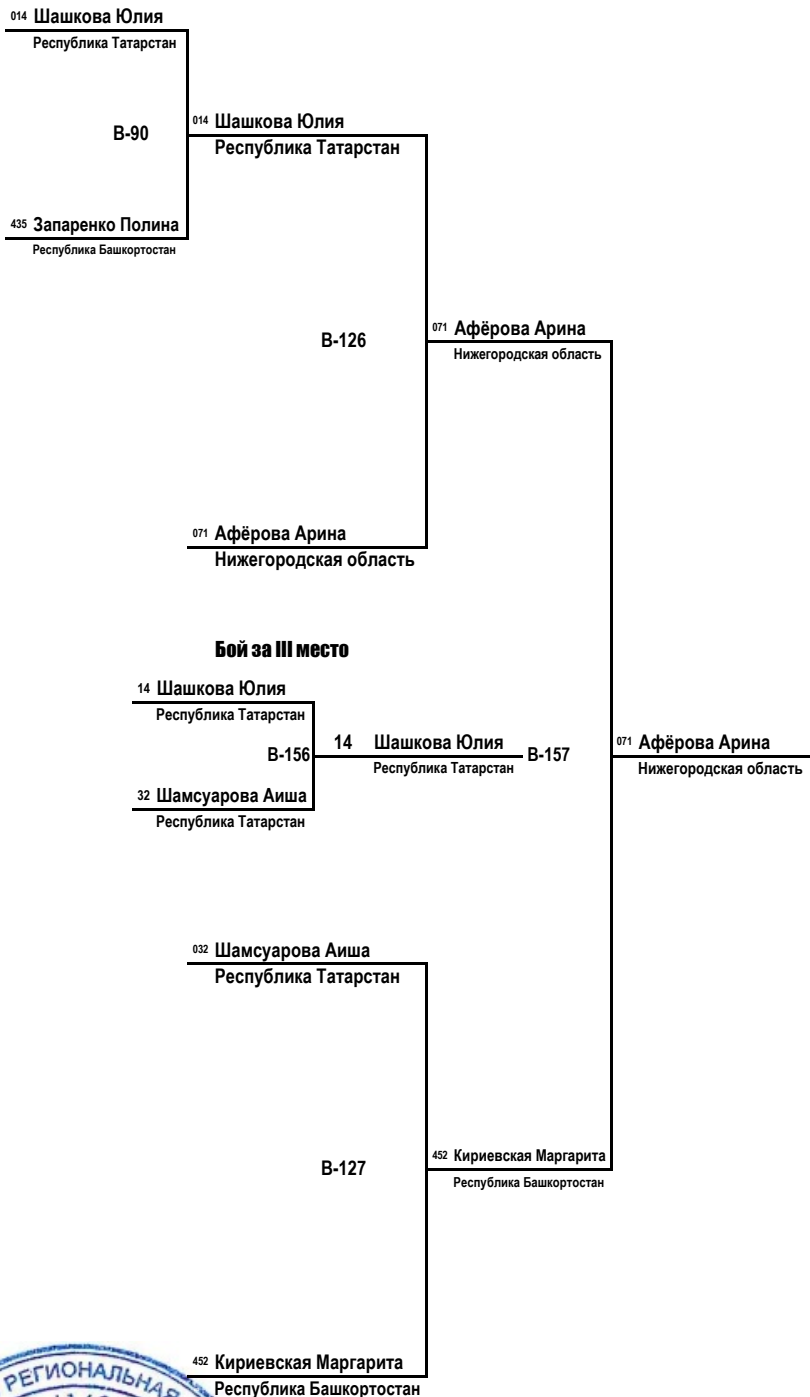 014 Шашкова Юлия
Республика Татарстан
В-90
014 Шашкова Юлия
Республика Татарстан
435 Запаренко Полина
Республика Башкортостан
В-126
071 Афёрова Арина
Нижегородская область
071 Афёрова Арина
Нижегородская область
Бой за III место
14 Шашкова Юлия
Республика Татарстан
В-156
14 Шашкова Юлия
Республика Татарстан
В-157
071 Афёрова Арина
Нижегородская область
32 Шамсуарова Аиша
Республика Татарстан
032 Шамсуарова Аиша
Республика Татарстан
В-127
452 Кириевская Маргарита
Республика Башкортостан
452 Кириевская Маргарита
Республика Башкортостан
РЕГИОНАЛЬНАЯ